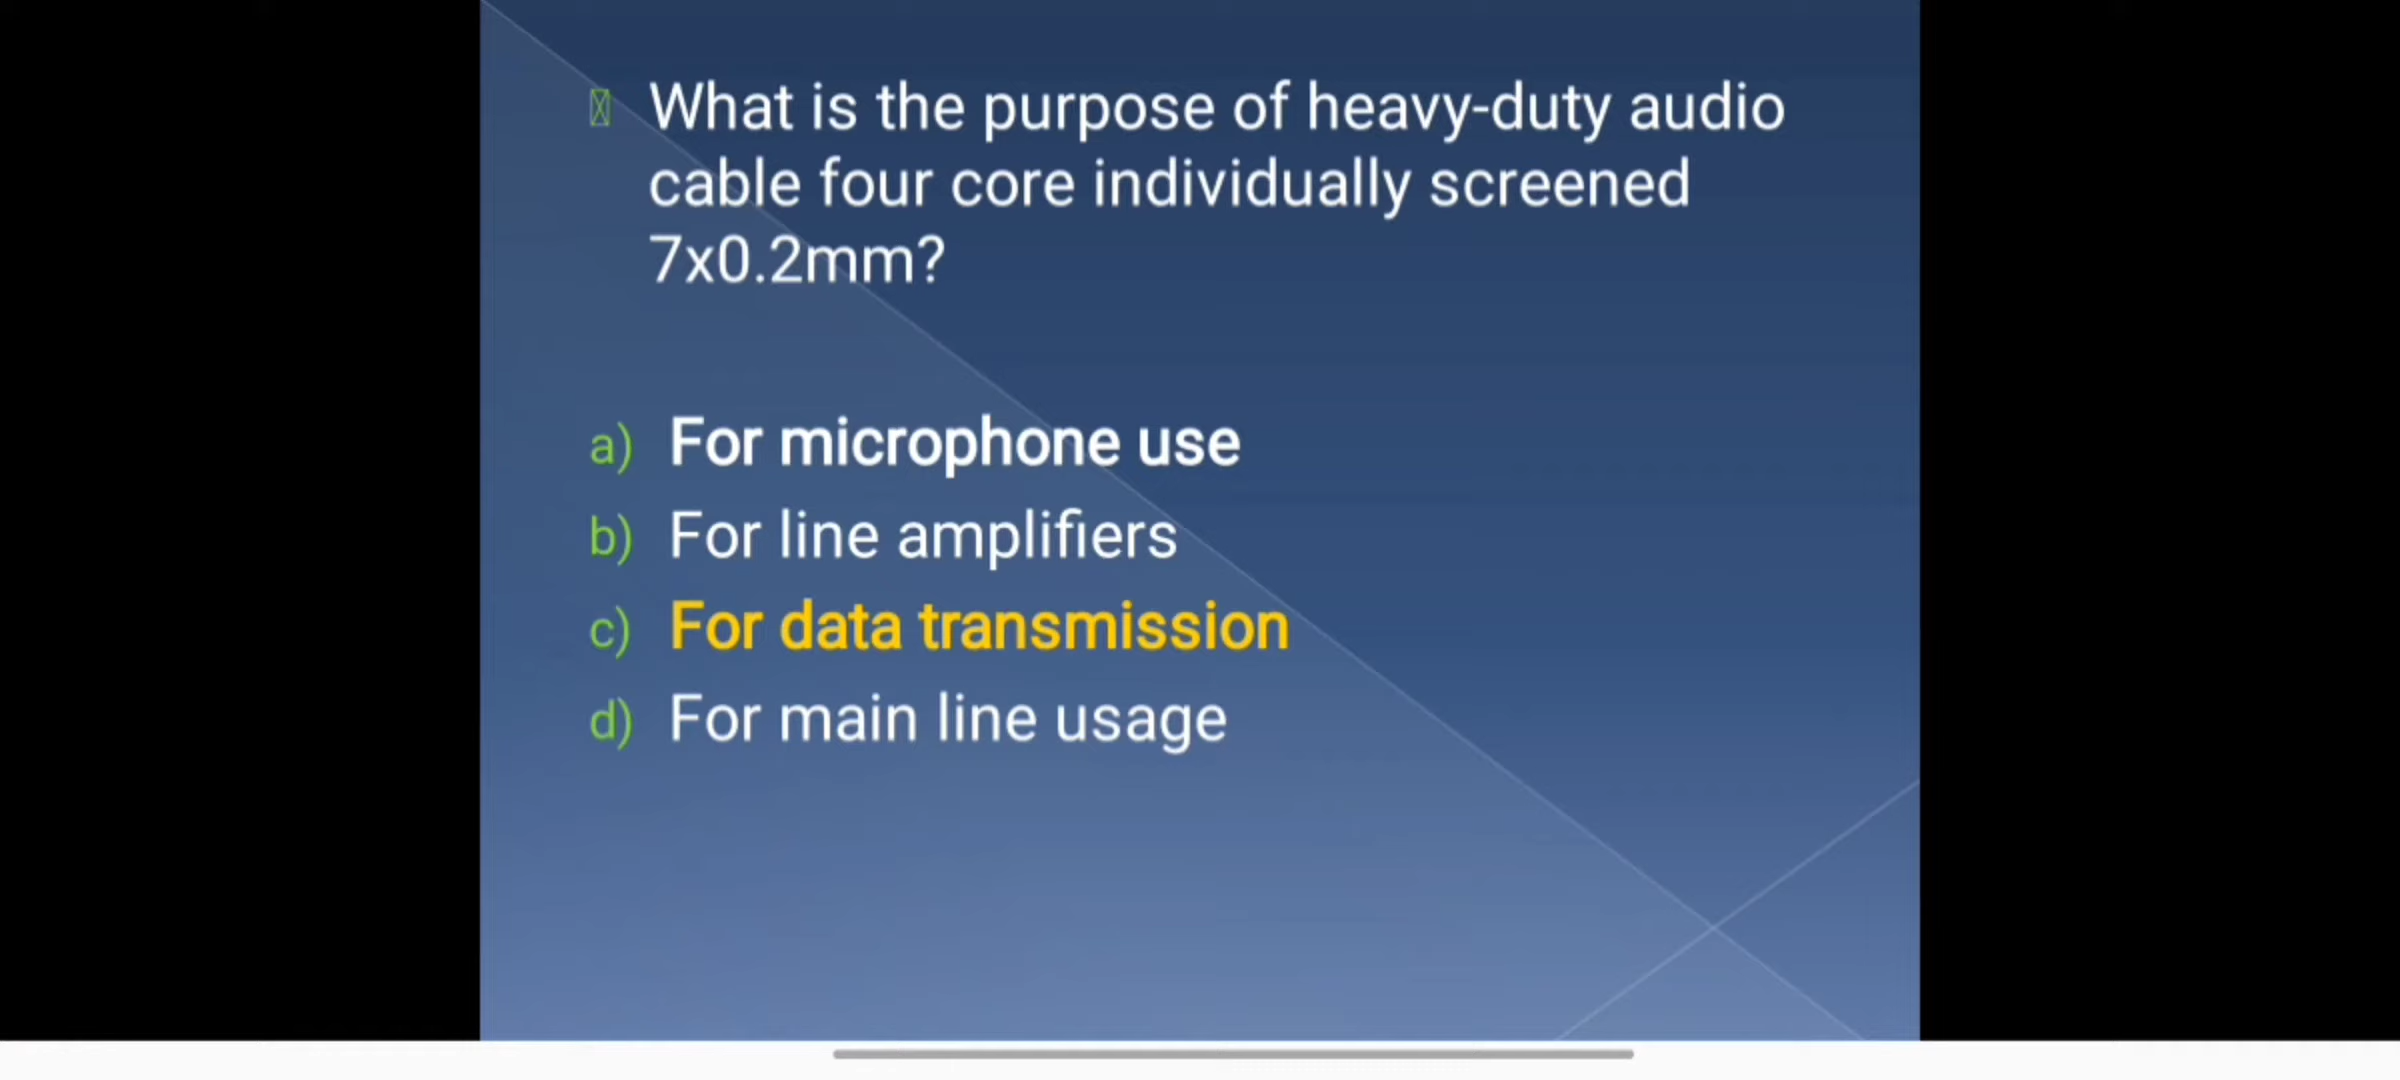 What is the purpose of heavy-duty audio
cable four core individually screened
7x0.2mm?
a) For microphone use
b) For line amplifiers
c) For data transmission
d) For main line usage